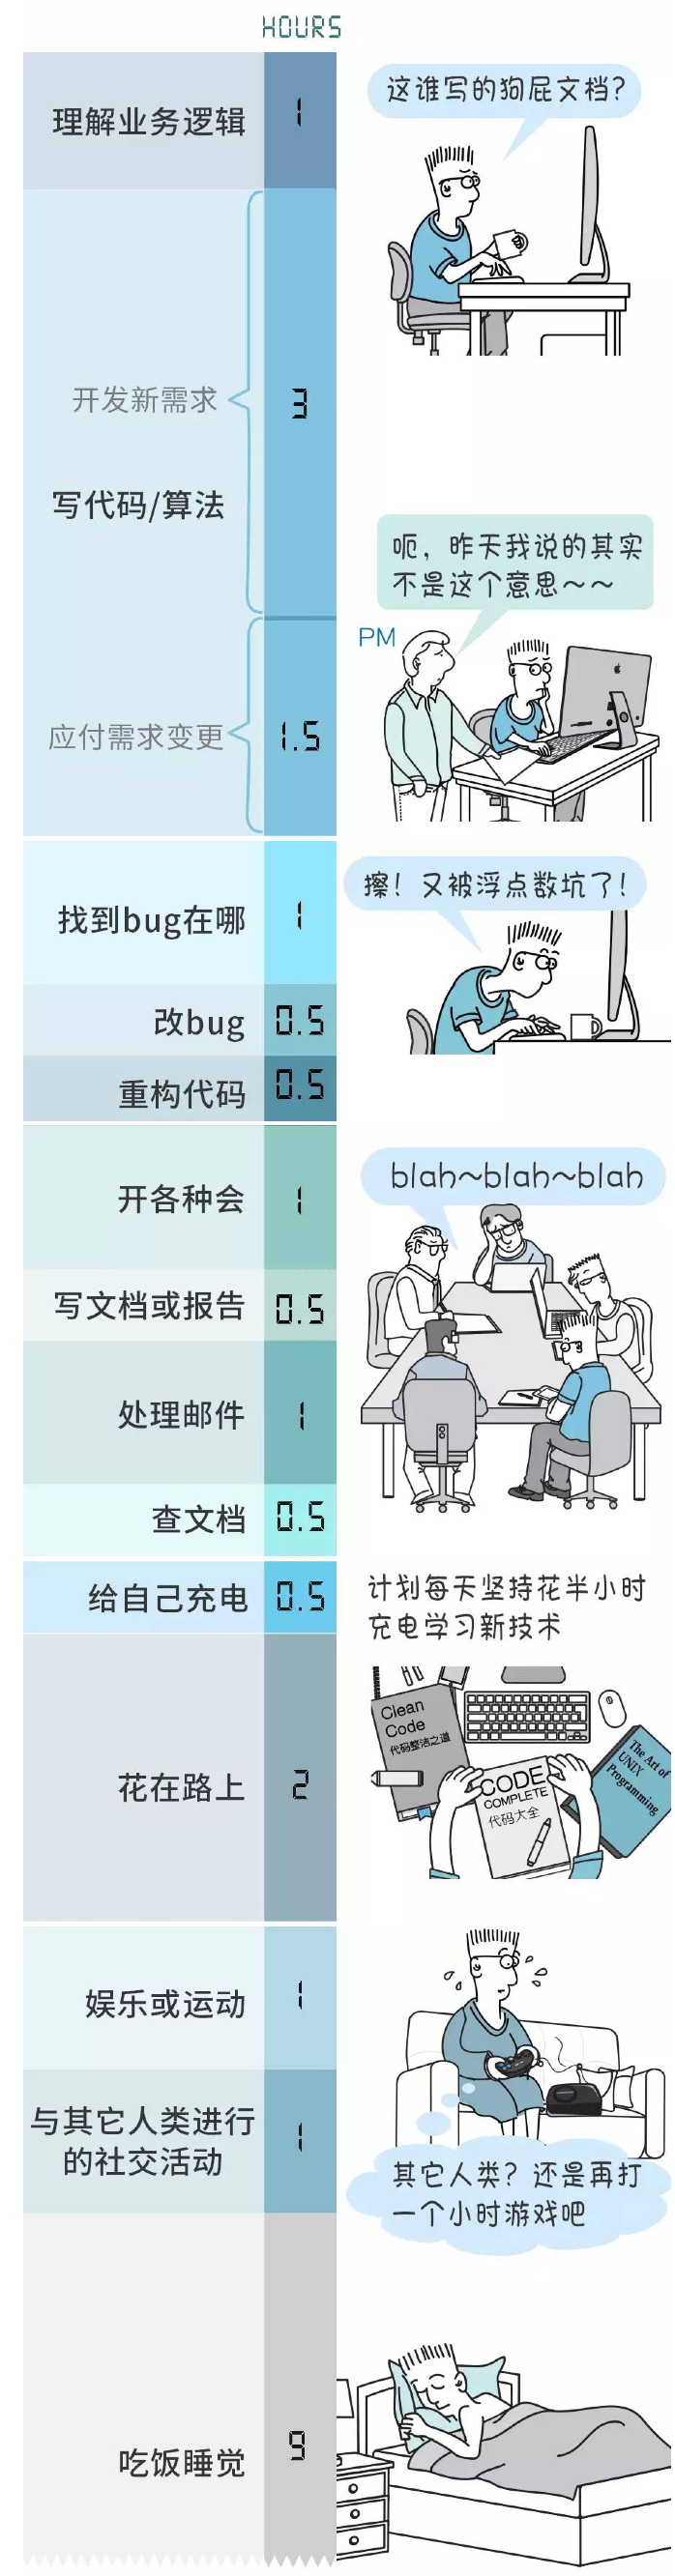 HOURS
理解业务逻辑
1
这谁写的狗屁文档?
开发新需求
3
写代码/算法
呃，昨天我说的其实
不是这个意思～～
PM
应付需求变更
1.5
找到bug在哪
1
擦！又被浮点数坑了！
改bug
0.5
重构代码
0.5
开各种会
1
blah~blah~blah
写文档或报告
0.5
处理邮件
1
查文档
0.5
给自己充电
0.5
计划每天坚持花半小时
充电学习新技术
Clean
Code
代码整洁之道
CODE
COMPLETE
代码大全
The Art of
UNIX
Programming
花在路上
2
娱乐或运动
1
与其它人类进行
的社交活动
1
其它人类？还是再打
一个小时游戏吧
吃饭睡觉
9